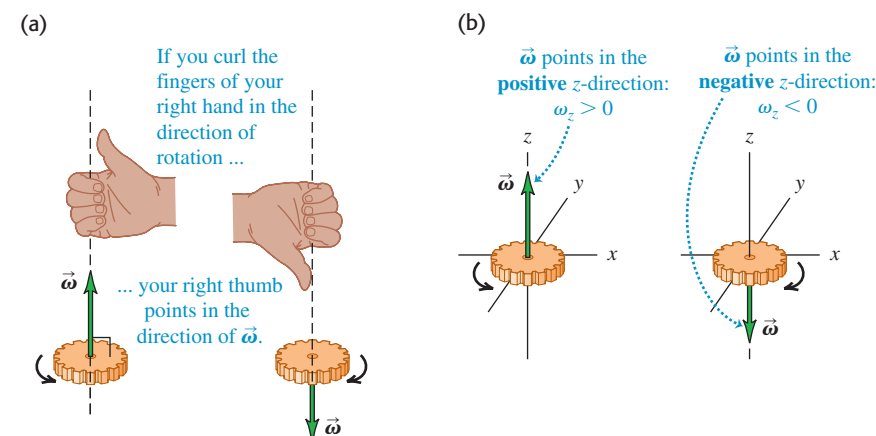 (a)
If you curl the
fingers of your
right hand in the
direction of
rotation ...
ω⃗
... your right thumb
points in the
direction of ω⃗.
ω⃗
(b)
ω⃗ points in the
positive z-direction:
ω_z > 0
z
ω⃗
y
x
ω⃗ points in the
negative z-direction:
ω_z < 0
z
y
x
ω⃗